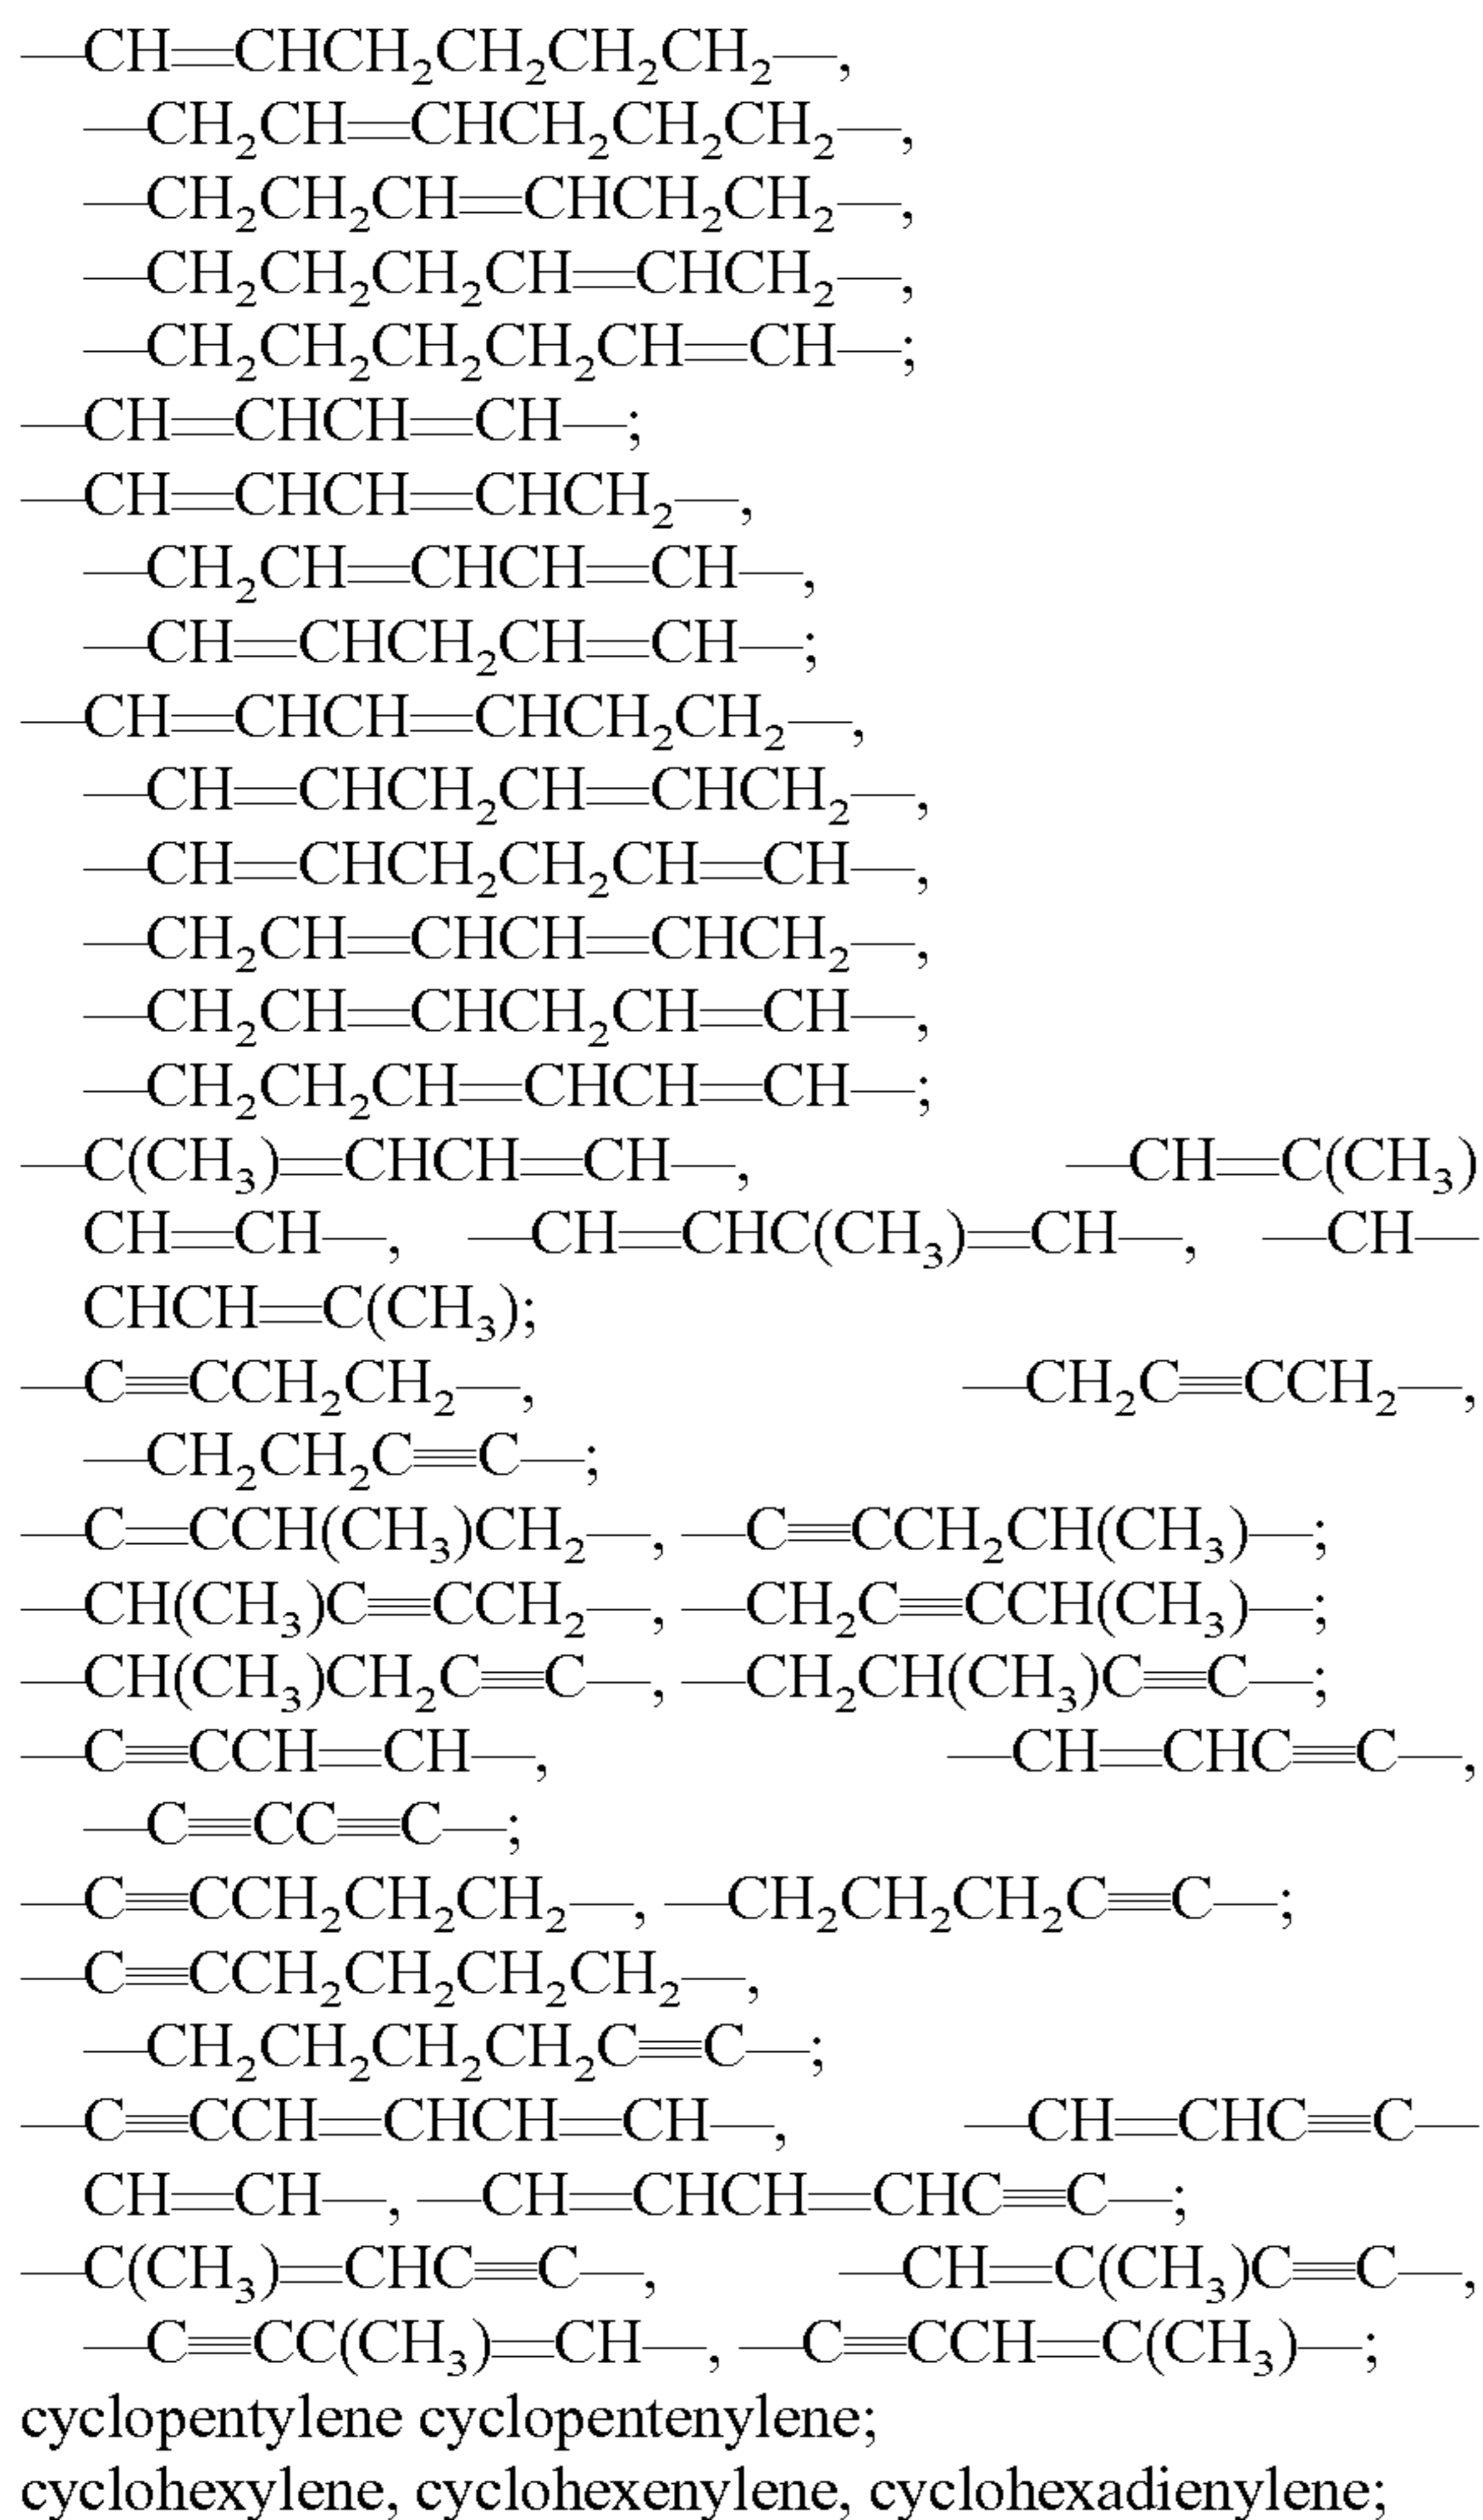 —CH=CHCH₂CH₂CH₂CH₂—,
—CH₂CH=CHCH₂CH₂CH₂—,
—CH₂CH₂CH=CHCH₂CH₂—,
—CH₂CH₂CH₂CH=CHCH₂—,
—CH₂CH₂CH₂CH₂CH=CH—;
—CH=CHCH=CH—;
—CH=CHCH=CHCH₂—,
—CH₂CH=CHCH=CH—,
—CH=CHCH₂CH=CH—;
—CH=CHCH=CHCH₂CH₂—,
—CH=CHCH₂CH=CHCH₂—,
—CH=CHCH₂CH₂CH=CH—,
—CH₂CH=CHCH=CHCH₂—,
—CH₂CH=CHCH₂CH=CH—,
—CH₂CH₂CH=CHCH=CH—;
—C(CH₃)=CHCH=CH—, —CH=C(CH₃)
CH=CH—, —CH=CHC(CH₃)=CH—, —CH—
CHCH=C(CH₃);
—C≡CCH₂CH₂—, —CH₂C≡CCH₂—,
—CH₂CH₂C≡C—;
—C=CCH(CH₃)CH₂—, —C≡CCH₂CH(CH₃)—;
—CH(CH₃)C≡CCH₂—, —CH₂C≡CCH(CH₃)—;
—CH(CH₃)CH₂C≡C—, —CH₂CH(CH₃)C≡C—;
—C≡CCH=CH—, —CH=CHC≡C—,
—C≡CC≡C—;
—C≡CCH₂CH₂CH₂—, —CH₂CH₂CH₂C≡C—;
—C≡CCH₂CH₂CH₂CH₂—,
—CH₂CH₂CH₂CH₂C≡C—;
—C≡CCH=CHCH=CH—, —CH=CHC≡C—
CH=CH—, —CH=CHCH=CHC≡C—;
—C(CH₃)=CHC≡C—, —CH=C(CH₃)C≡C—,
—C≡CC(CH₃)=CH—, —C≡CCH=C(CH₃)—;
cyclopentylene cyclopentenylene;
cyclohexylene, cyclohexenylene, cyclohexadienylene;